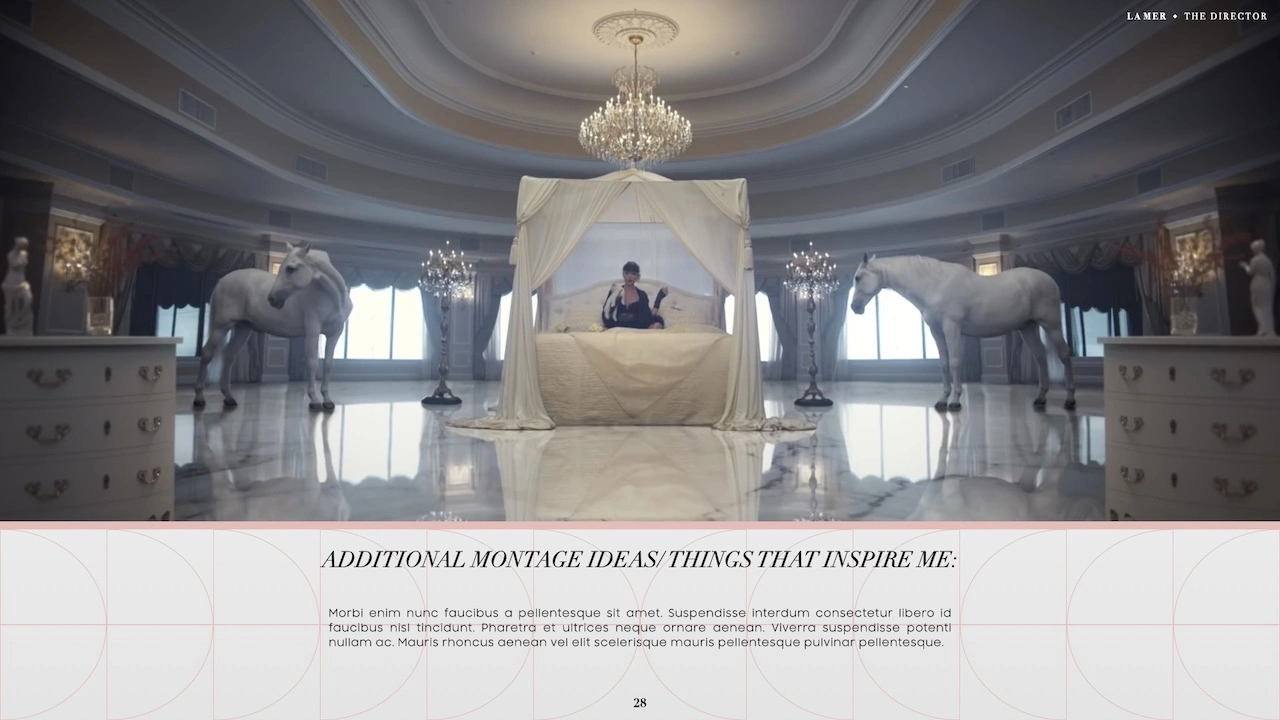 LA MER ✦ THE DIRECTOR
ADDITIONAL MONTAGE IDEAS/ THINGS THAT INSPIRE ME:
Morbi enim nunc faucibus a pellentesque sit amet. Suspendisse interdum consectetur libero id
faucibus nisl tincidunt. Pharetra et ultrices neque ornare aenean. Viverra suspendisse potenti
nullam ac. Mauris rhoncus aenean vel elit scelerisque mauris pellentesque pulvinar pellentesque.
28